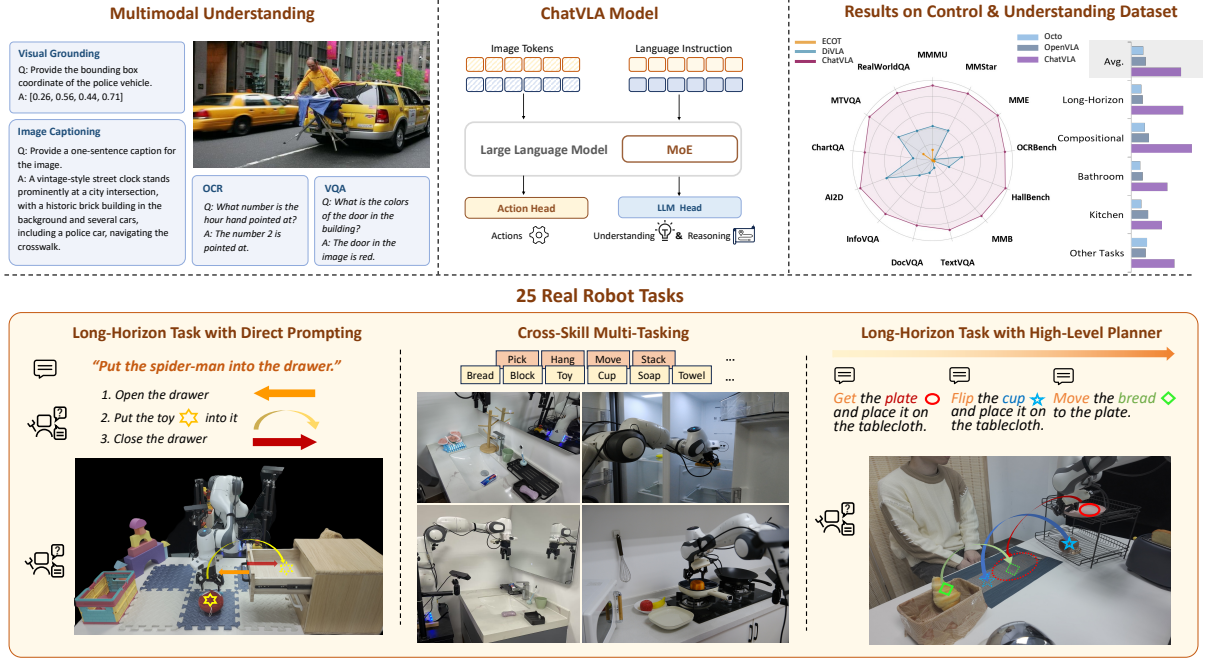 Multimodal Understanding
Visual Grounding
Q: Provide the bounding box
coordinate of the police vehicle.
A: [0.26, 0.56, 0.44, 0.71]
Image Captioning
Q: Provide a one-sentence caption for
the image.
A: A vintage-style street clock stands
prominently at a city intersection,
with a historic brick building in the
background and several cars,
including a police car, navigating the
crosswalk.
OCR
Q: What number is the
hour hand pointed at?
A: The number 2 is
pointed at.
VQA
Q: What is the colors
of the door in the
building?
A: The door in the
image is red.
ChatVLA Model
Image Tokens
Language Instruction
Large Language Model
MoE
Action Head
LLM Head
Actions
Understanding & Reasoning
Results on Control & Understanding Dataset
ECOT
DiVLA
ChatVLA
MMMU
MMStar
MME
OCRBench
HallBench
MMB
TextVQA
DocVQA
InfoVQA
AI2D
ChartQA
MTVQA
RealWorldQA
Octo
OpenVLA
ChatVLA
Avg.
Long-Horizon
Compositional
Bathroom
Kitchen
Other Tasks
25 Real Robot Tasks
Long-Horizon Task with Direct Prompting
“Put the spider-man into the drawer.”
1. Open the drawer
2. Put the toy into it
3. Close the drawer
Cross-Skill Multi-Tasking
Pick Hang Move Stack ...
Bread Block Toy Cup Soap Towel ...
Long-Horizon Task with High-Level Planner
Get the plate
and place it on
the tablecloth.
Flip the cup
and place it on
the tablecloth.
Move the bread
to the plate.